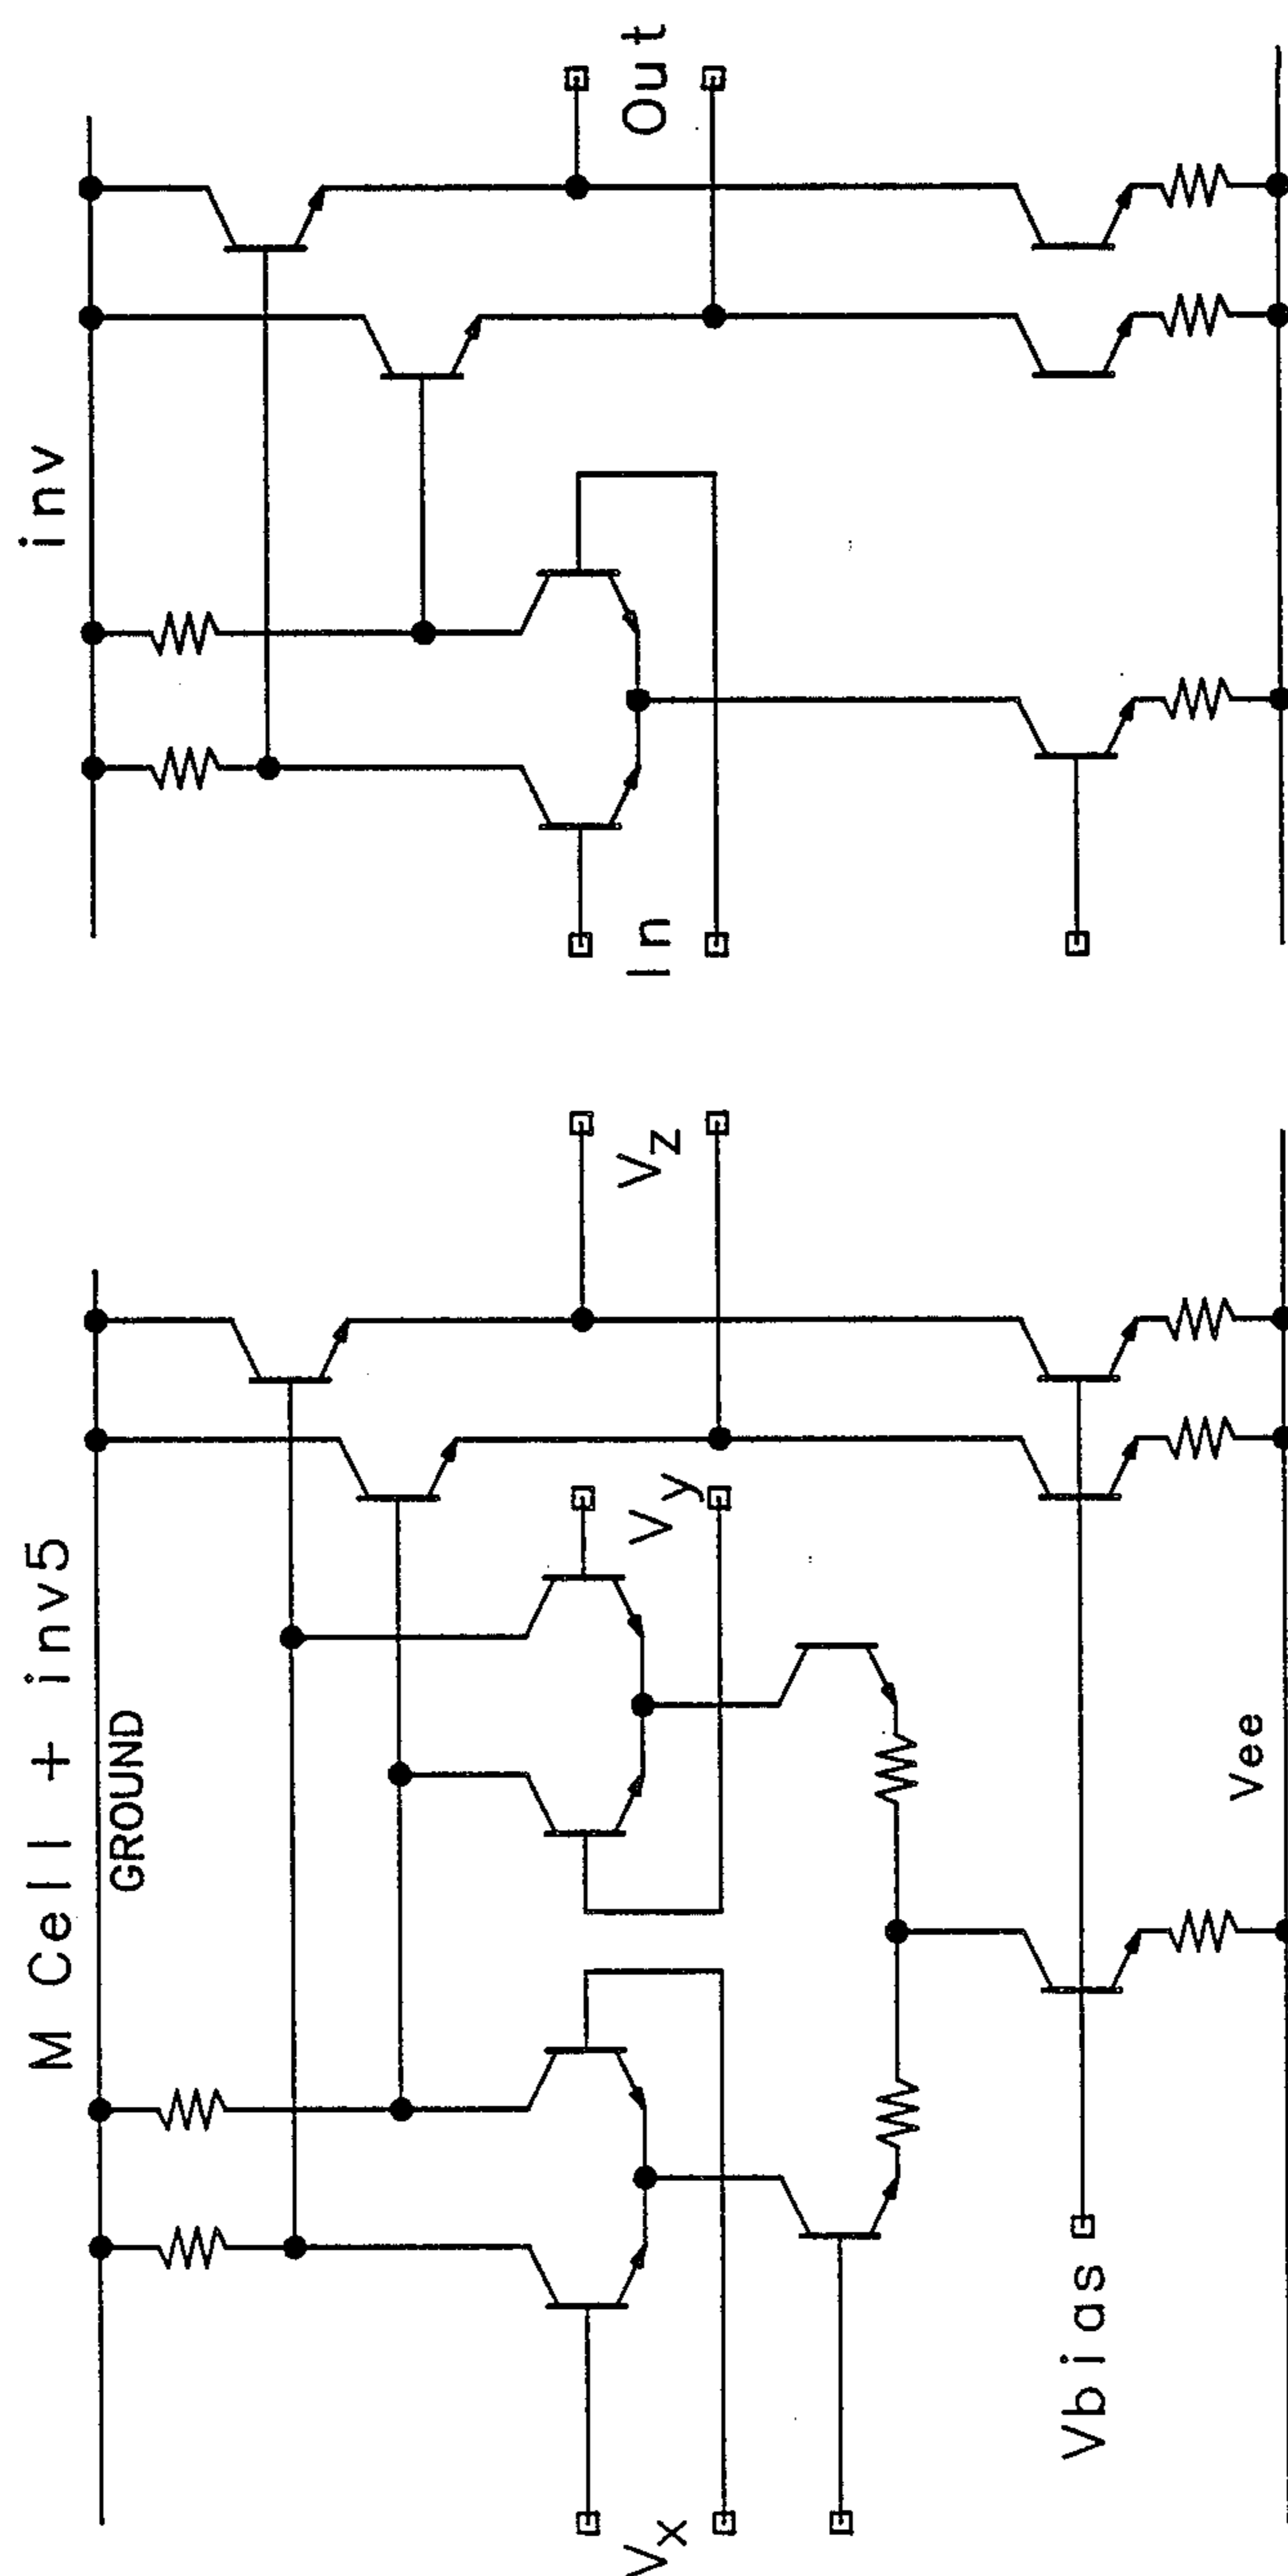 M Cell + inv5
inv
GROUND
Vx
Vy
Vz
In
Out
Vbias
Vee